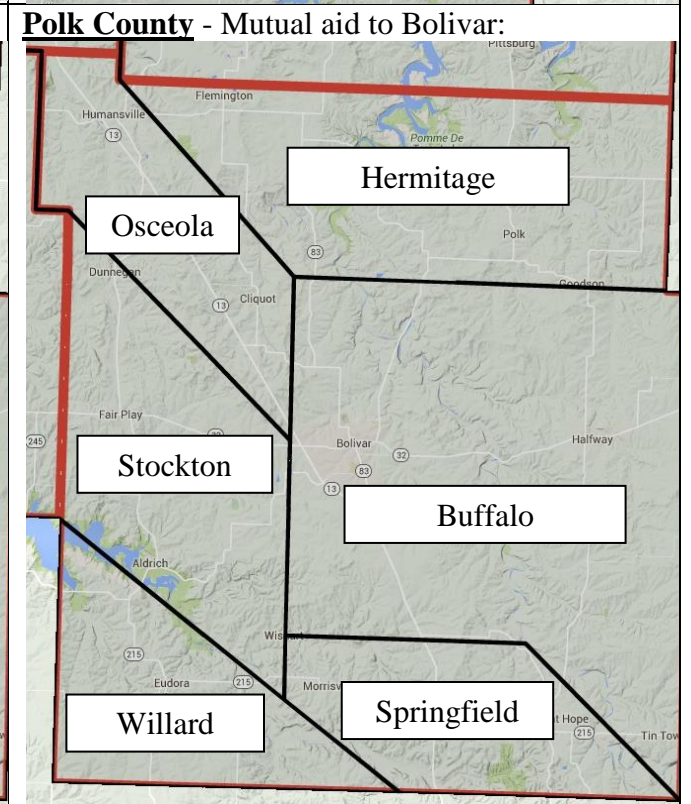 Polk County - Mutual aid to Bolivar:
Pittsburg
Flemington
Humansville
13
Pomme De
Hermitage
Osceola
Polk
83
Dunnegan
Goodson
13
Cliquot
Fair Play
245
Bolivar
32
Halfway
Stockton
83
13
Buffalo
Aldrich
215
Eudora
215
Springfield
Willard
t Hope
215
Tin Tow